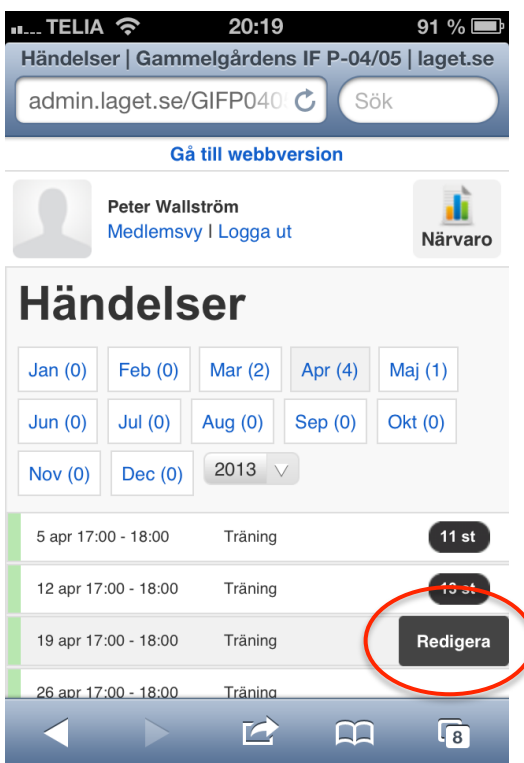 TELIA 20:19 91 %
Händelser | Gammelgårdens IF P-04/05 | laget.se
admin.laget.se/GIFP040 Sök
Gå till webbversion
Peter Wallström
Medlemsvy | Logga ut
Närvaro
Händelser
Jan (0) Feb (0) Mar (2) Apr (4) Maj (1)
Jun (0) Jul (0) Aug (0) Sep (0) Okt (0)
Nov (0) Dec (0) 2013
5 apr 17:00 - 18:00 Träning 11 st
12 apr 17:00 - 18:00 Träning 13 st
19 apr 17:00 - 18:00 Träning Redigera
26 apr 17:00 - 18:00 Träning
8